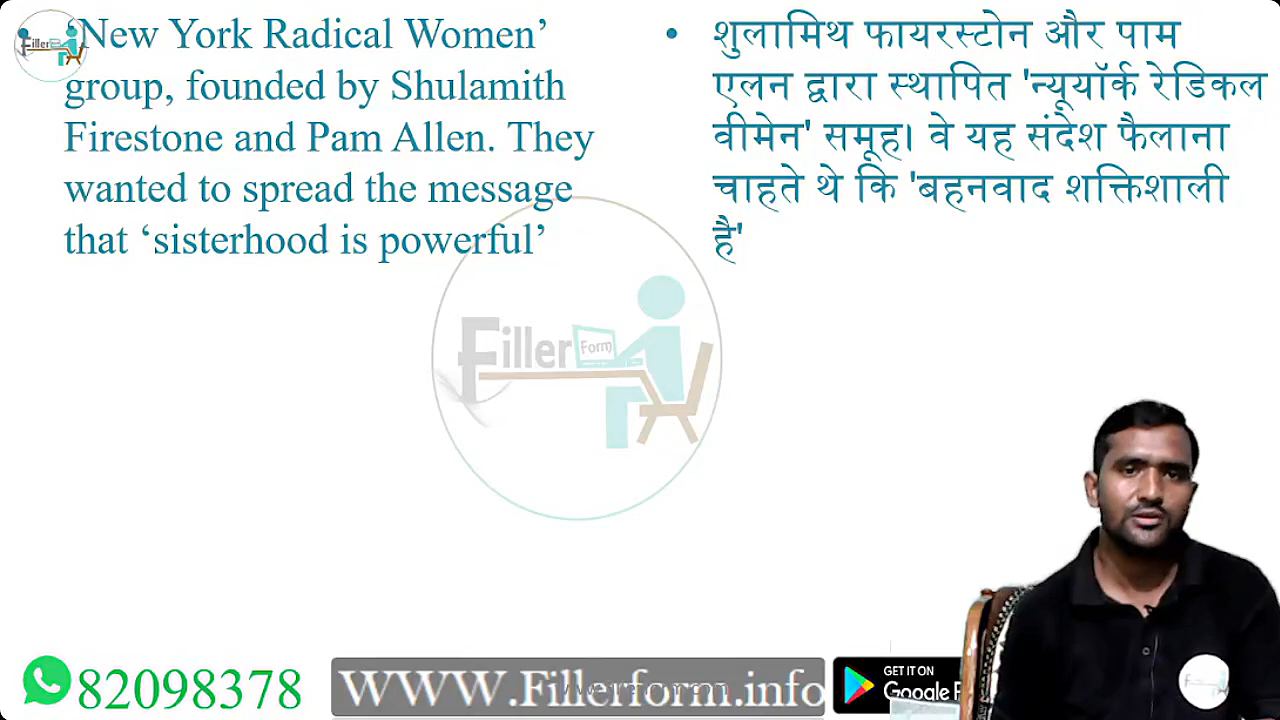 ‘New York Radical Women’
group, founded by Shulamith
Firestone and Pam Allen. They
wanted to spread the message
that ‘sisterhood is powerful’
• शुलामिथ फायरस्टोन और पाम
एलन द्वारा स्थापित 'न्यूयॉर्क रेडिकल
वीमेन' समूह। वे यह संदेश फैलाना
चाहते थे कि 'बहनवाद शक्तिशाली
है'
Filler Form
82098378
WWW.Fillerform.info
GET IT ON
Google